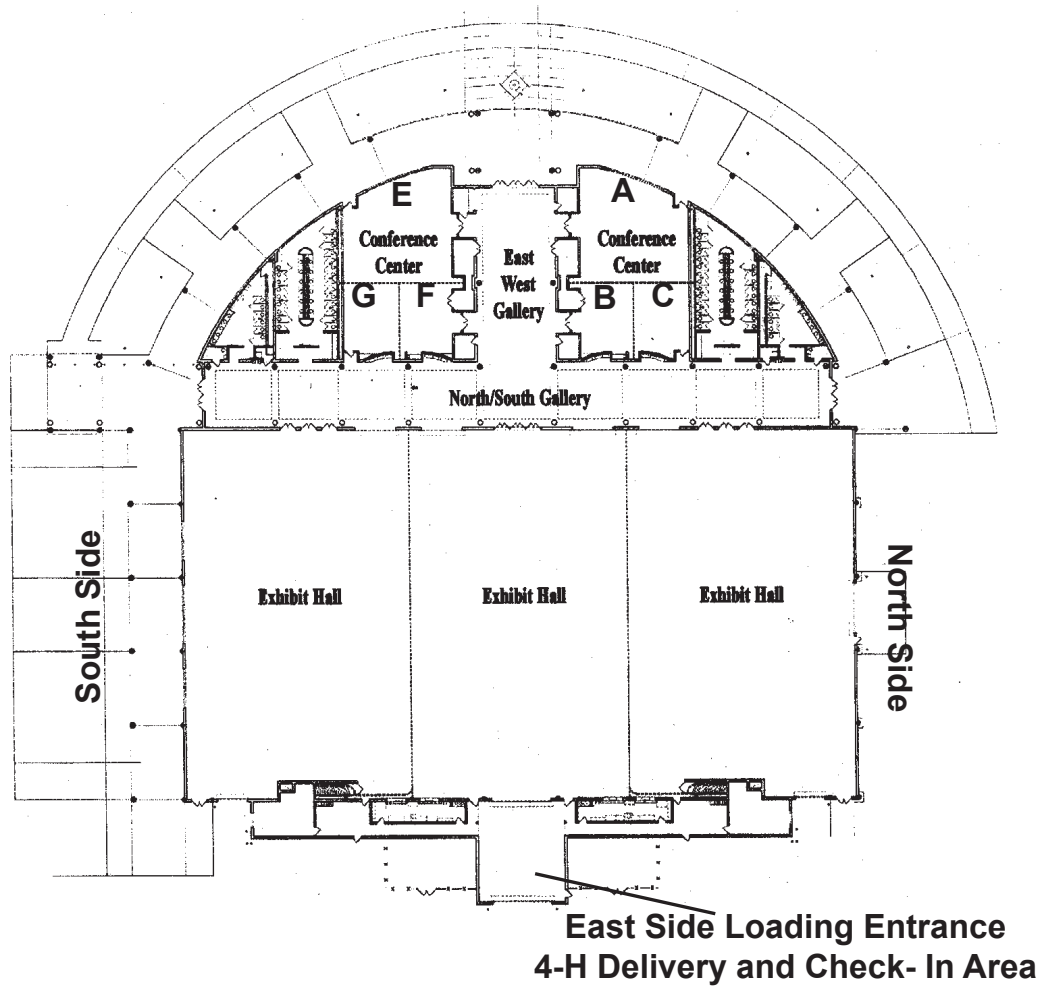 E
A
Conference
Center
Conference
Center
East
West
Gallery
G
F
B
C
North/South Gallery
South Side
Exhibit Hall
Exhibit Hall
Exhibit Hall
North Side
East Side Loading Entrance
4-H Delivery and Check- In Area